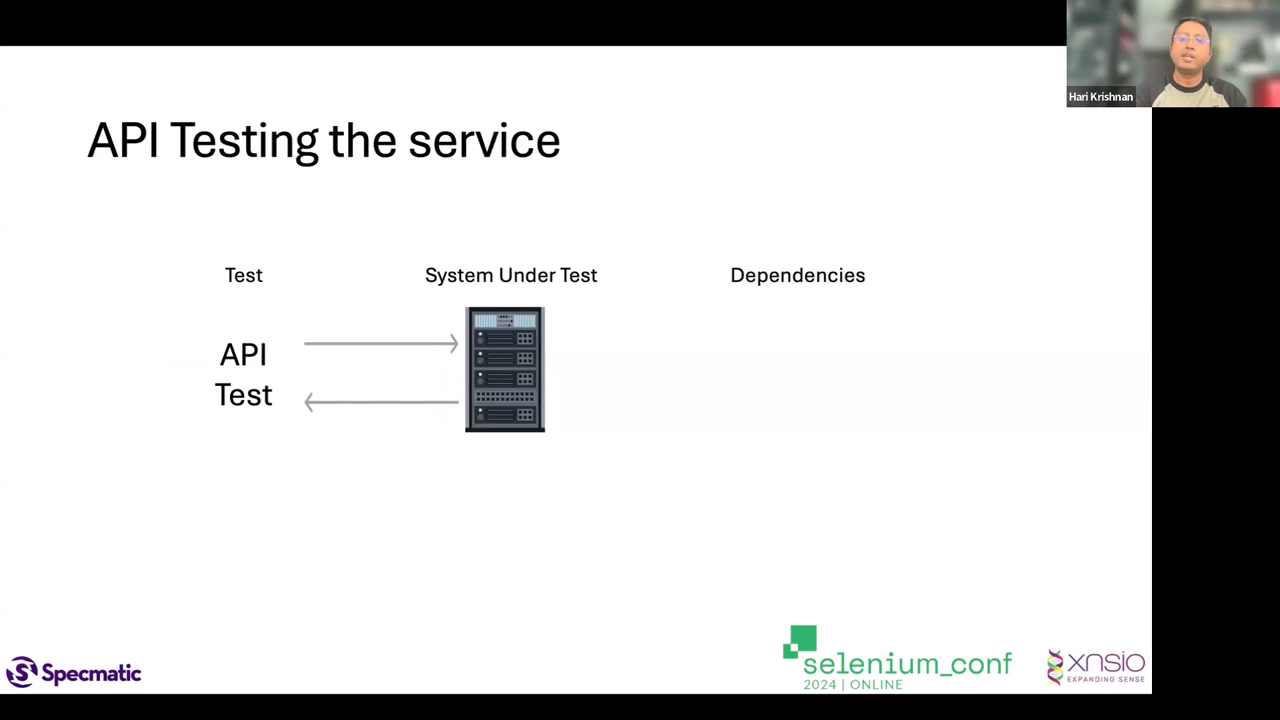 Hari Krishnan
API Testing the service
Test
System Under Test
Dependencies
API
Test
Specmatic
selenium_conf
2024 | ONLINE
xnsio
EXPANDING SENSE